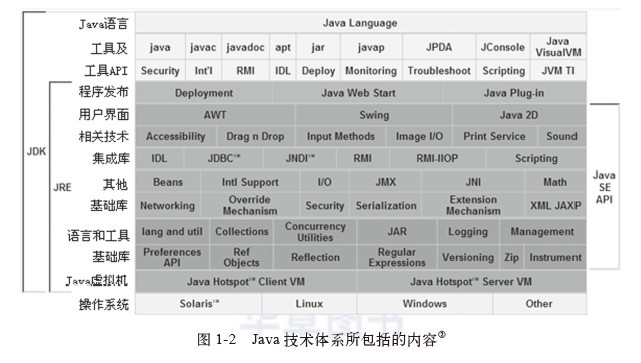 Java语言 Java Language
工具及 java javac javadoc apt jar javap JPDA JConsole Java VisualVM
工具API Security Int'l RMI IDL Deploy Monitoring Troubleshoot Scripting JVM TI
程序发布 Deployment Java Web Start Java Plug-in
用户界面 AWT Swing Java 2D
相关技术 Accessibility Drag n Drop Input Methods Image I/O Print Service Sound
集成库 IDL JDBC™ JNDI™ RMI RMI-IIOP Scripting
其他 Beans Intl Support I/O JMX JNI Math
基础库 Networking Override Mechanism Security Serialization Extension Mechanism XML JAXP
语言和工具 lang and util Collections Concurrency Utilities JAR Logging Management
基础库 Preferences API Ref Objects Reflection Regular Expressions Versioning Zip Instrument
Java虚拟机 Java Hotspot™ Client VM Java Hotspot™ Server VM
操作系统 Solaris™ Linux Windows Other
JDK
JRE
Java SE API
图 1-2 Java 技术体系所包括的内容③